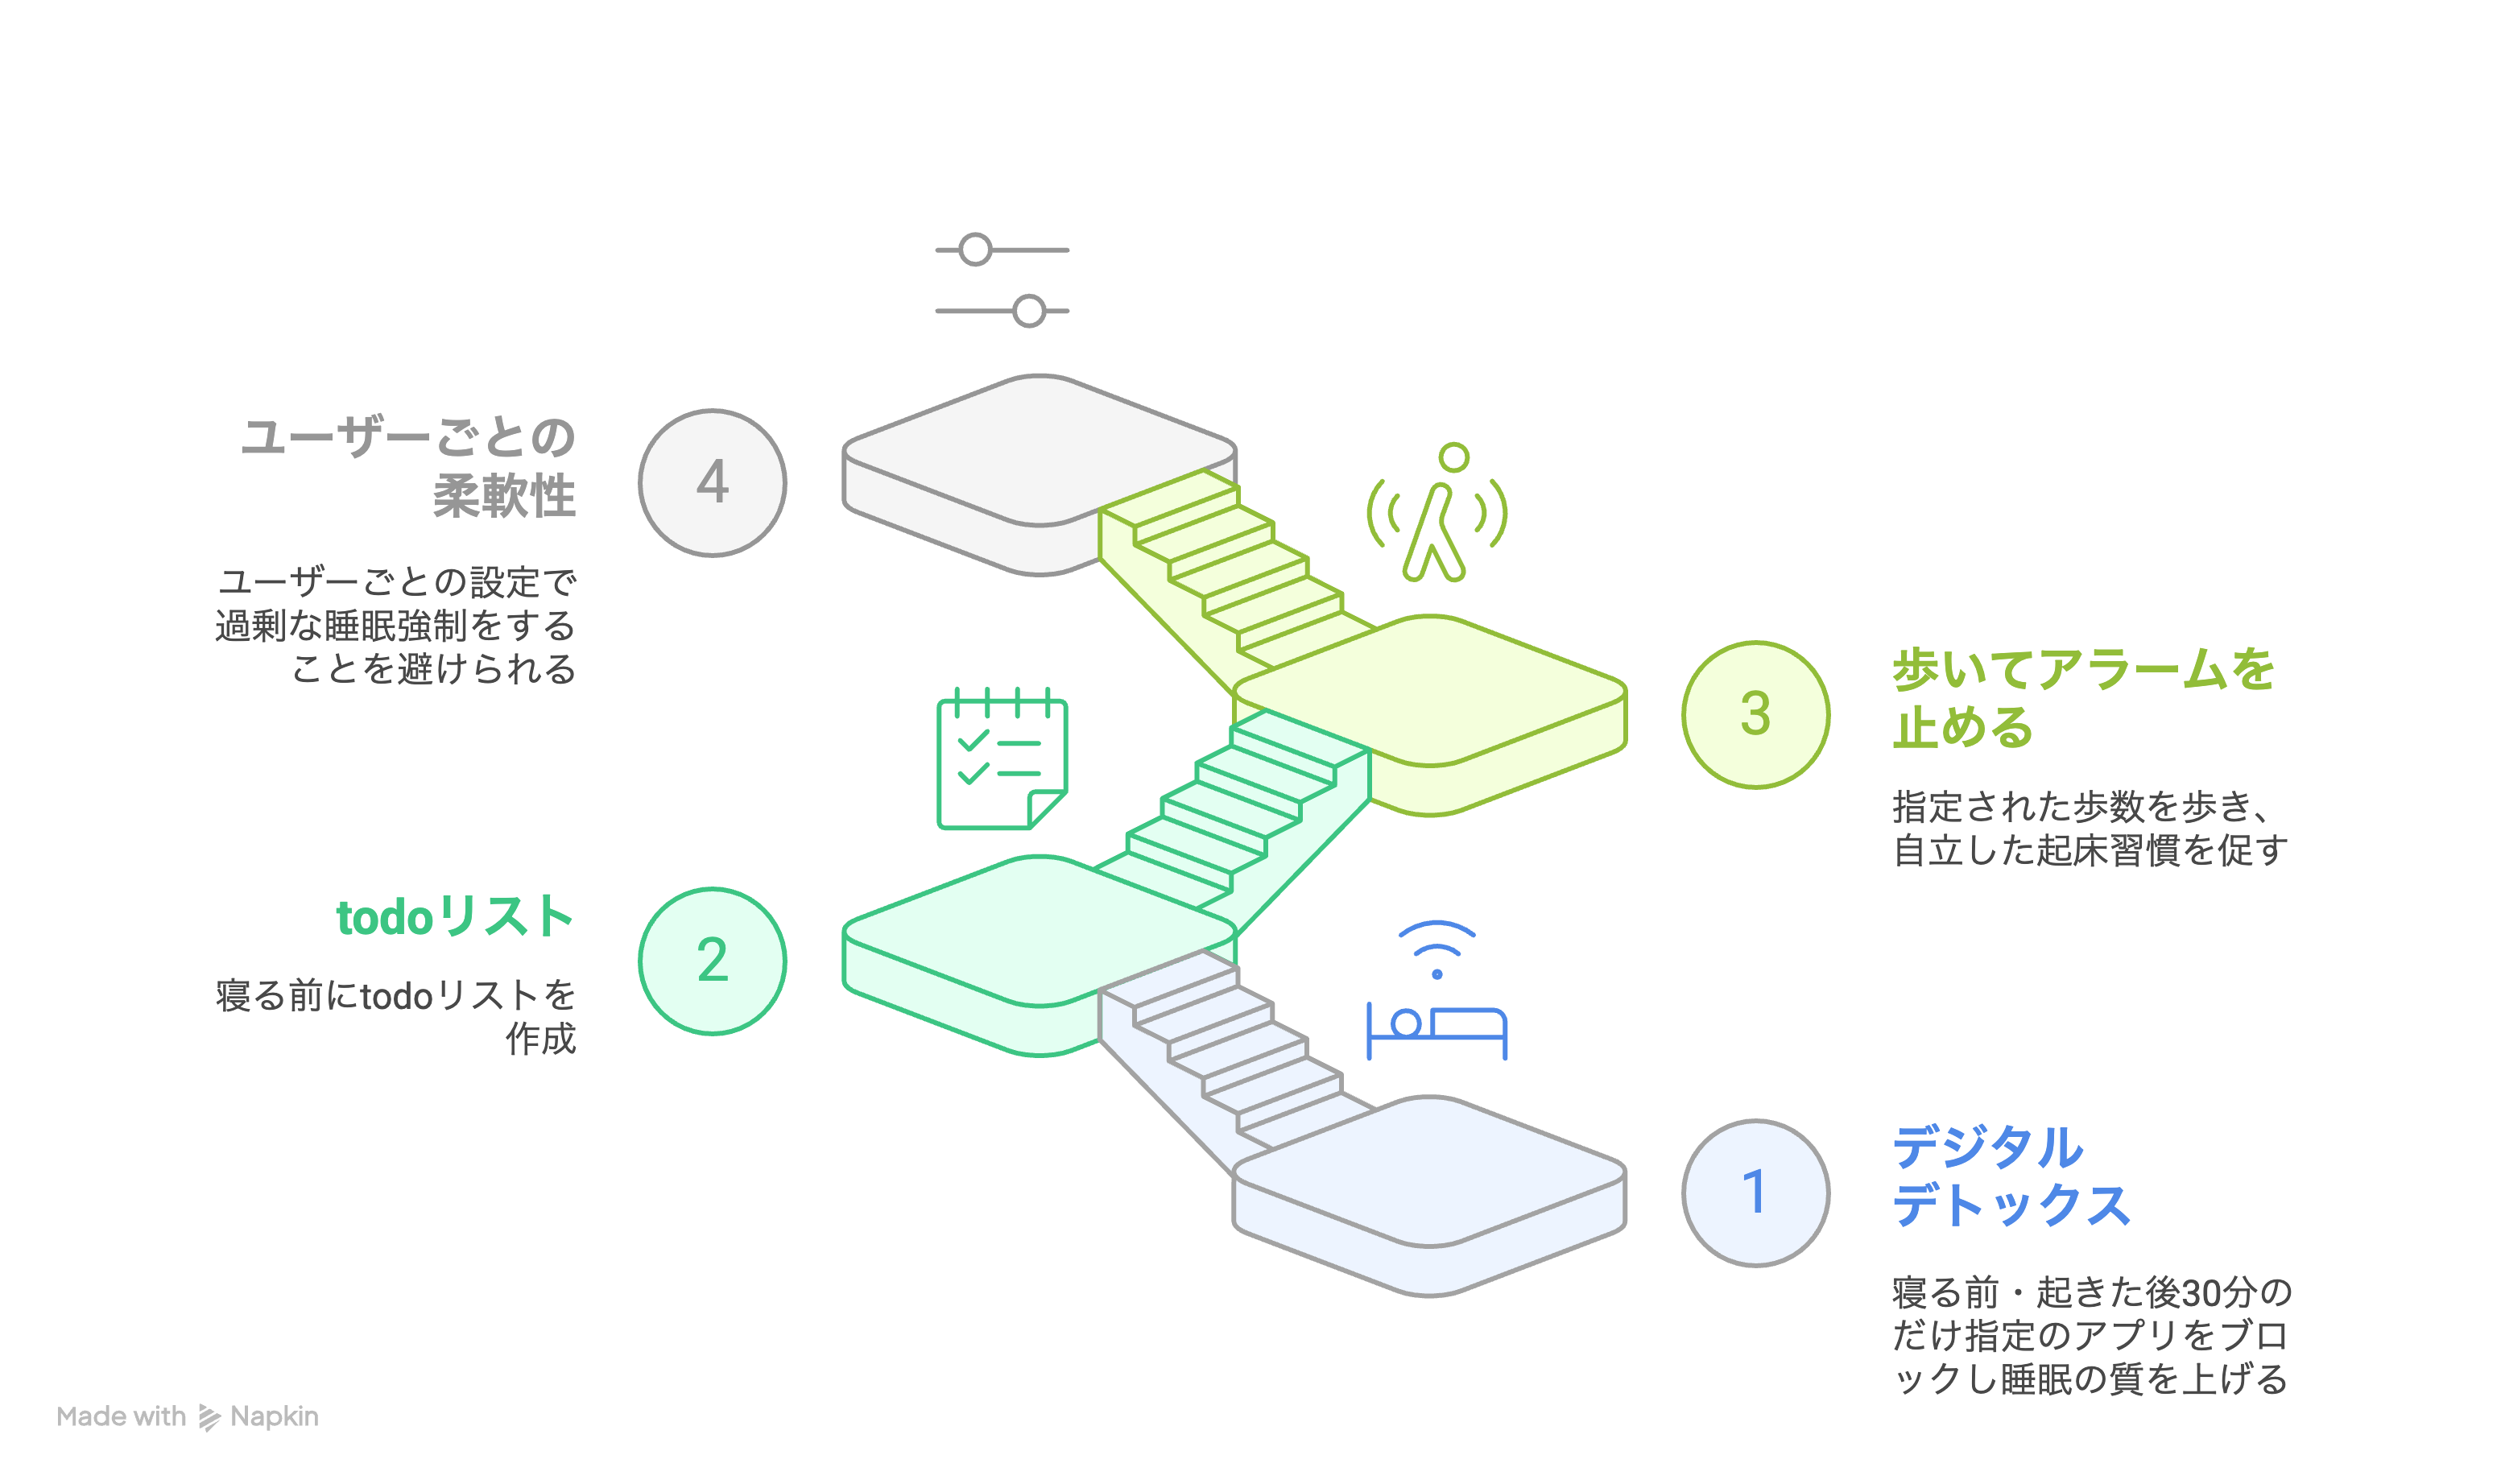 ユーザーごとの
柔軟性
4
ユーザーごとの設定で
過剰な睡眠強制をする
ことを避けられる
3
歩いてアラームを
止める
指定された歩数を歩き、
自立した起床習慣を促す
todoリスト
2
寝る前にtodoリストを
作成
1
デジタル
デトックス
寝る前・起きた後30分の
だけ指定のアプリをブロ
ックし睡眠の質を上げる
Made with Napkin